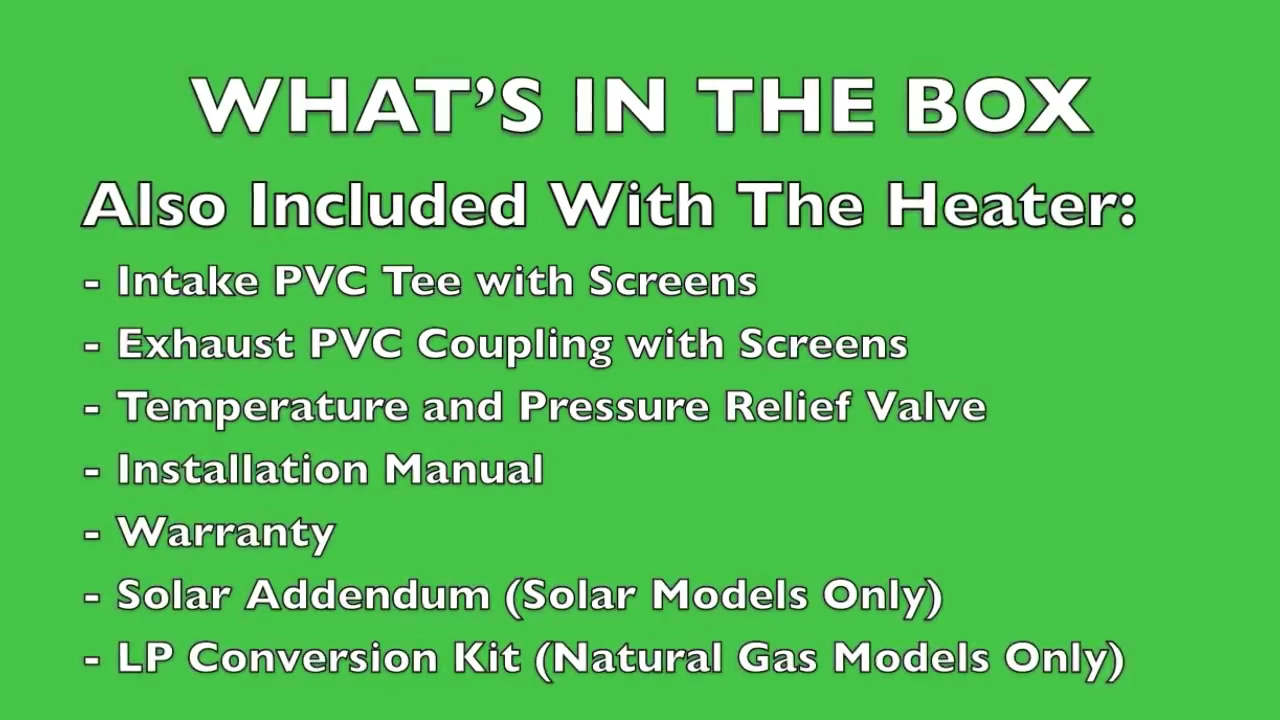 WHAT’S IN THE BOX
Also Included With The Heater:
- Intake PVC Tee with Screens
- Exhaust PVC Coupling with Screens
- Temperature and Pressure Relief Valve
- Installation Manual
- Warranty
- Solar Addendum (Solar Models Only)
- LP Conversion Kit (Natural Gas Models Only)